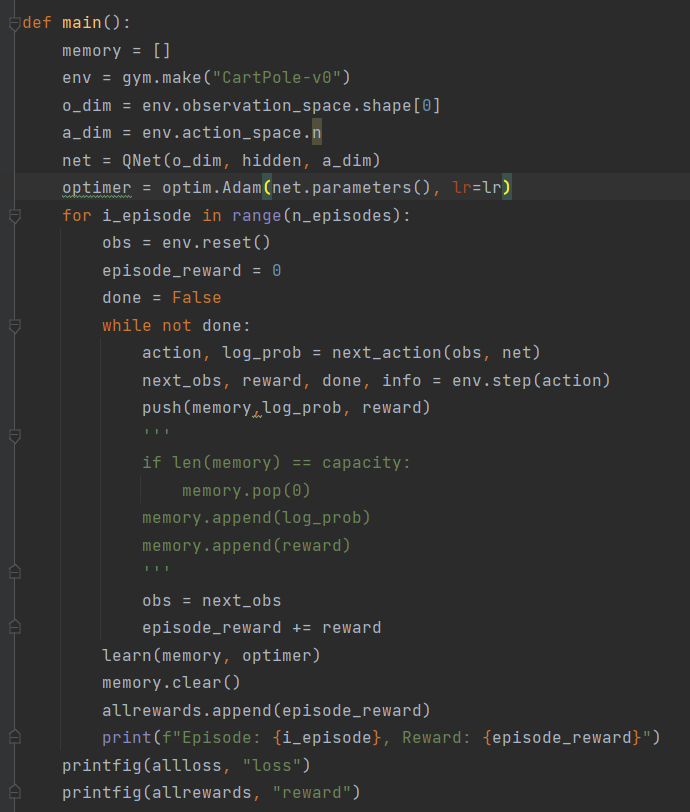 def main():
    memory = []
    env = gym.make("CartPole-v0")
    o_dim = env.observation_space.shape[0]
    a_dim = env.action_space.n
    net = QNet(o_dim, hidden, a_dim)
    optimer = optim.Adam(net.parameters(), lr=lr)
    for i_episode in range(n_episodes):
        obs = env.reset()
        episode_reward = 0
        done = False
        while not done:
            action, log_prob = next_action(obs, net)
            next_obs, reward, done, info = env.step(action)
            push(memory,log_prob, reward)
            '''
            if len(memory) == capacity:
                memory.pop(0)
            memory.append(log_prob)
            memory.append(reward)
            '''
            obs = next_obs
            episode_reward += reward
        learn(memory, optimer)
        memory.clear()
        allrewards.append(episode_reward)
        print(f"Episode: {i_episode}, Reward: {episode_reward}")
    printfig(allloss, "loss")
    printfig(allrewards, "reward")